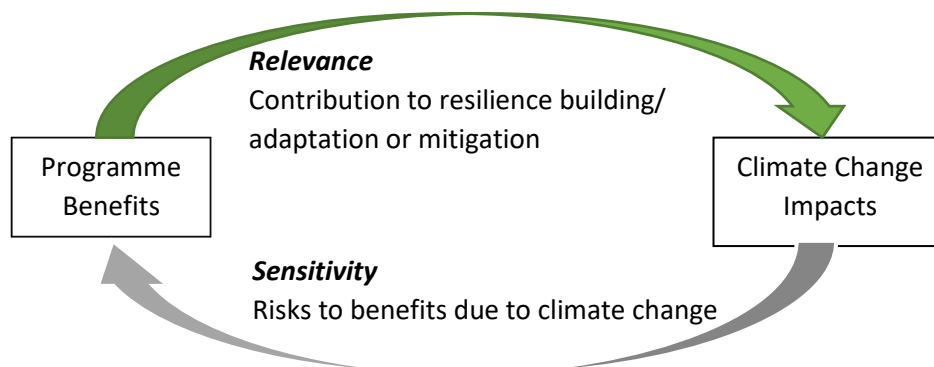 Relevance
Contribution to resilience building/
adaptation or mitigation
Programme
Benefits
Climate Change
Impacts
Sensitivity
Risks to benefits due to climate change